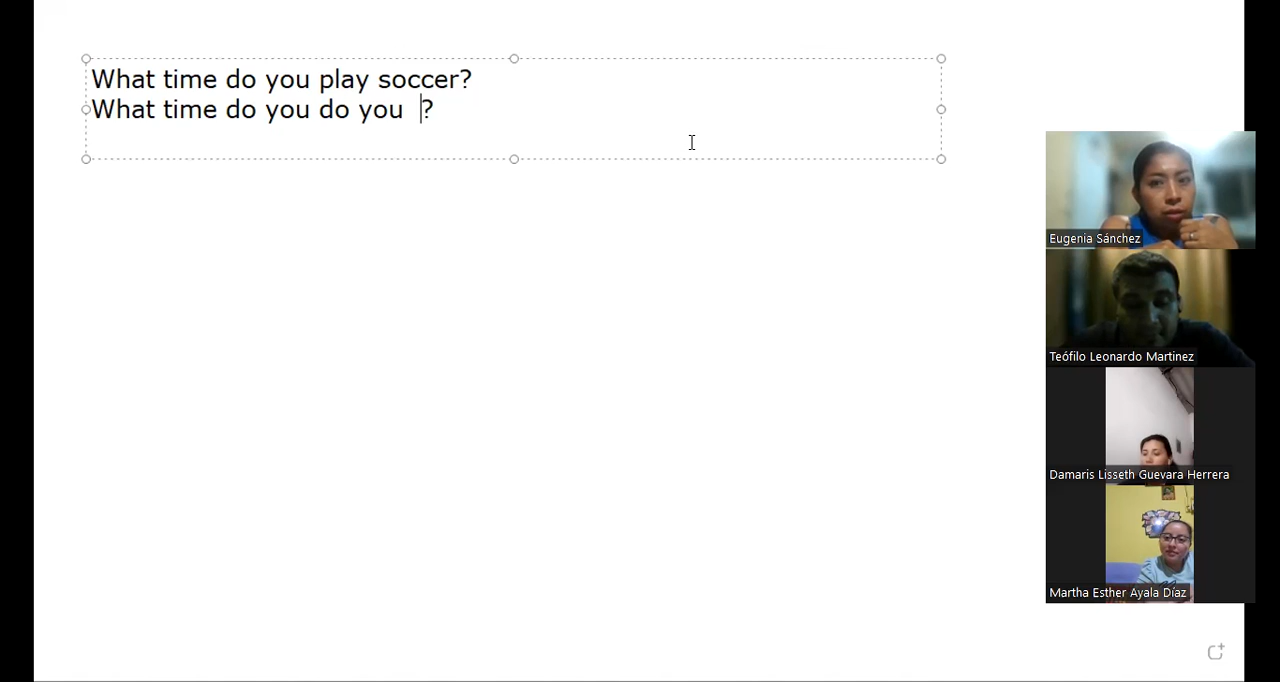 What time do you play soccer?
What time do you do you  ?
Eugenia Sánchez
Teófilo Leonardo Martinez
Damaris Lisseth Guevara Herrera
Martha Esther Ayala Díaz